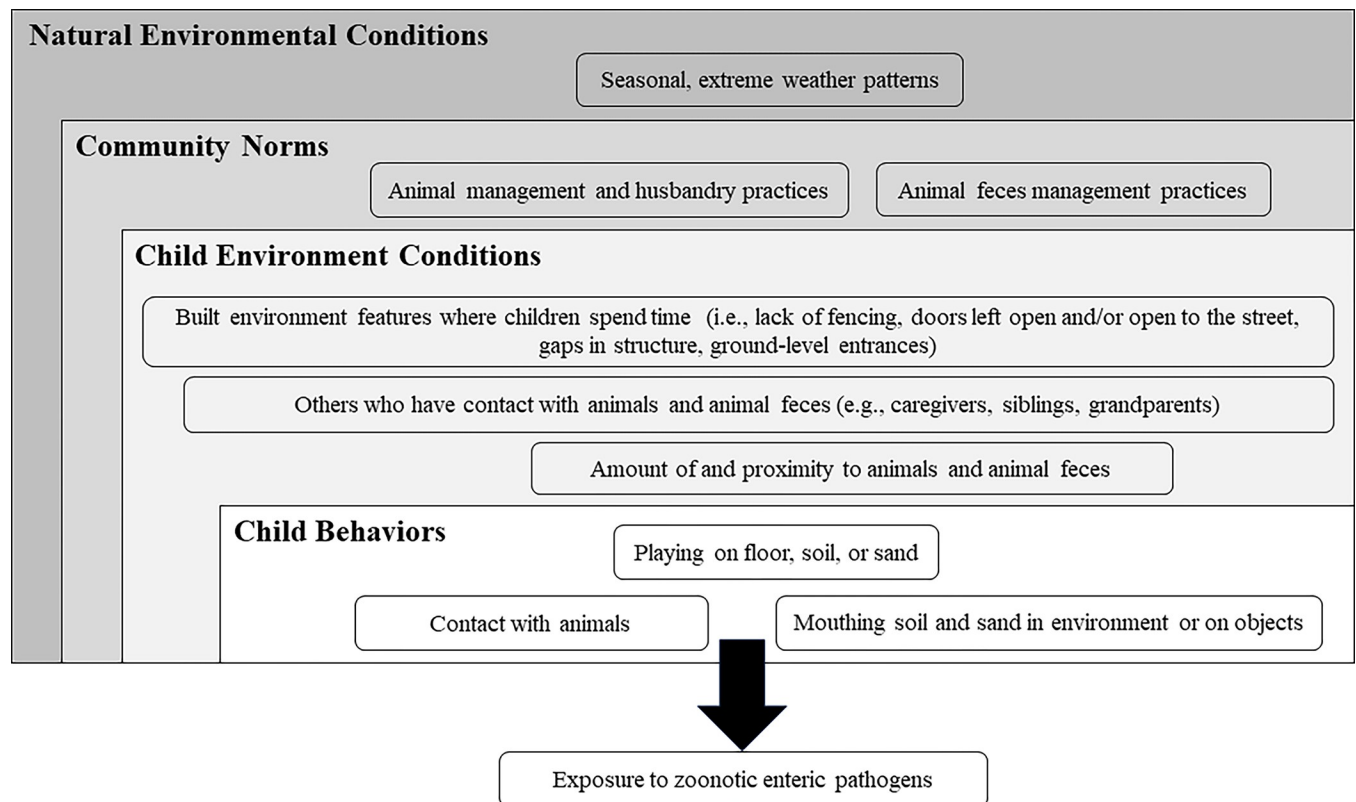 Natural Environmental Conditions
Seasonal, extreme weather patterns
Community Norms
Animal management and husbandry practices
Animal feces management practices
Child Environment Conditions
Built environment features where children spend time (i.e., lack of fencing, doors left open and/or open to the street,
gaps in structure, ground-level entrances)
Others who have contact with animals and animal feces (e.g., caregivers, siblings, grandparents)
Amount of and proximity to animals and animal feces
Child Behaviors
Playing on floor, soil, or sand
Contact with animals
Mouthing soil and sand in environment or on objects
Exposure to zoonotic enteric pathogens